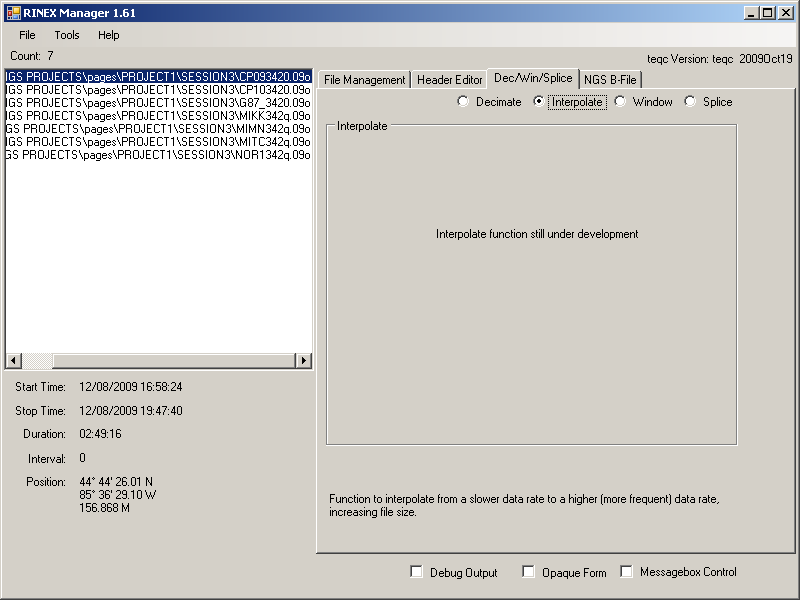 RINEX Manager 1.61
File Tools Help
Count: 7
teqc Version: teqc 2009Oct19
IGS PROJECTS\pages\PROJECT1\SESSION3\CP093420.09o
IGS PROJECTS\pages\PROJECT1\SESSION3\CP103420.09o
IGS PROJECTS\pages\PROJECT1\SESSION3\G87_3420.09o
IGS PROJECTS\pages\PROJECT1\SESSION3\MIKK342q.09o
GS PROJECTS\pages\PROJECT1\SESSION3\MIMN342q.09o
IGS PROJECTS\pages\PROJECT1\SESSION3\MITC342q.09o
GS PROJECTS\pages\PROJECT1\SESSION3\NOR1342q.09o
File Management Header Editor Dec/Win/Splice NGS B-File
Decimate Interpolate Window Splice
Interpolate
Interpolate function still under development
Start Time: 12/08/2009 16:58:24
Stop Time: 12/08/2009 19:47:40
Duration: 02:49:16
Interval: 0
Position: 44° 44' 26.01 N
85° 36' 29.10 W
156.868 M
Function to interpolate from a slower data rate to a higher (more frequent) data rate,
increasing file size.
Debug Output Opaque Form Messagebox Control